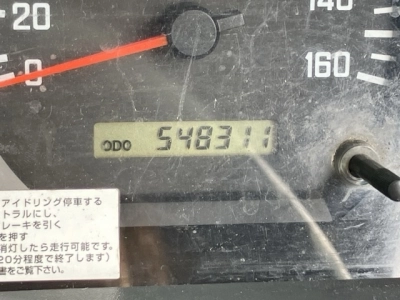 20
140
0
160
ODO 548311
アイドリング停車する
トラルにし、
レーキを引く
を押す
消灯したら走行可能です。
20分程度で終了します)
書をご覧下さい。